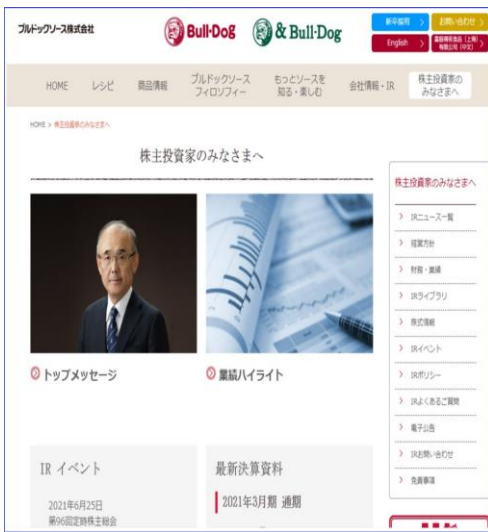 ブルドックソース株式会社
Bull-Dog
& Bull-Dog
新卒採用
お問い合わせ
English
HOME
レシピ
商品情報
ブルドックソース
フィロソフィー
もっとソースを
知る・楽しむ
会社情報・IR
株主投資家の
みなさまへ
HOME > 株主投資家のみなさまへ
株主投資家のみなさまへ
トップメッセージ
業績ハイライト
IR イベント
2021年6月25日
第96回定時株主総会
最新決算資料
2021年3月期 通期
株主投資家のみなさまへ
IRニュース一覧
経営方針
財務・業績
IRライブラリ
株式情報
IRイベント
IRポリシー
IRよくあるご質問
電子公告
IRお問い合わせ
免責事項